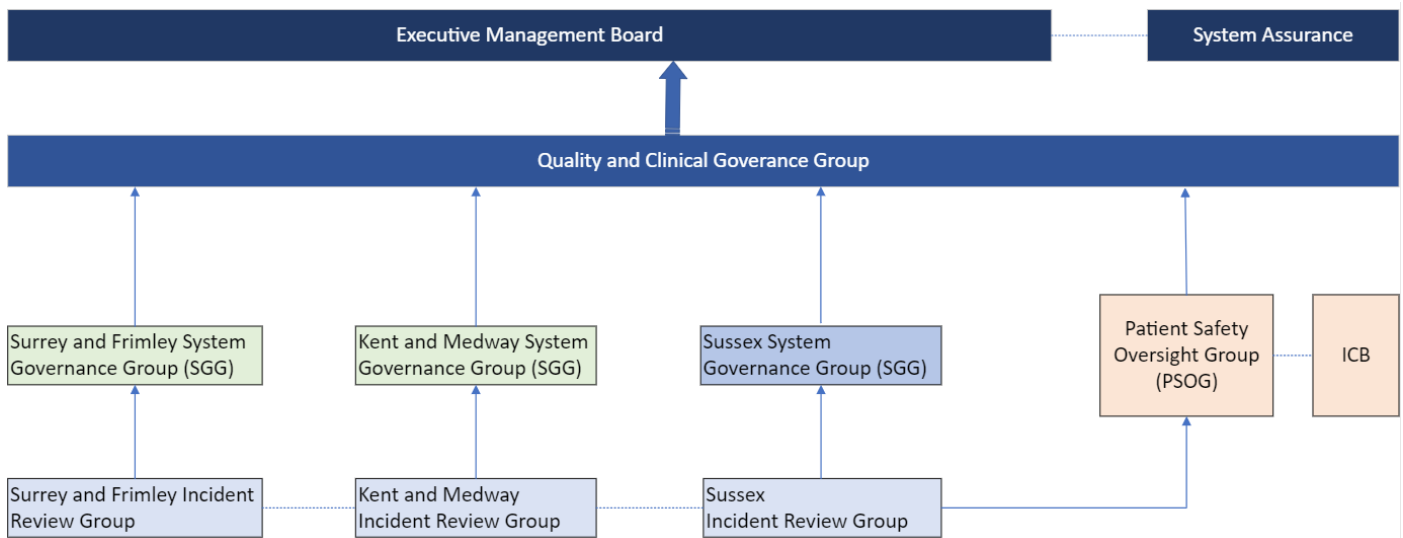 Executive Management Board
System Assurance
Quality and Clinical Goverance Group
Surrey and Frimley System
Governance Group (SGG)
Kent and Medway System
Governance Group (SGG)
Sussex System
Governance Group (SGG)
Patient Safety
Oversight Group
(PSOG)
ICB
Surrey and Frimley Incident
Review Group
Kent and Medway
Incident Review Group
Sussex
Incident Review Group